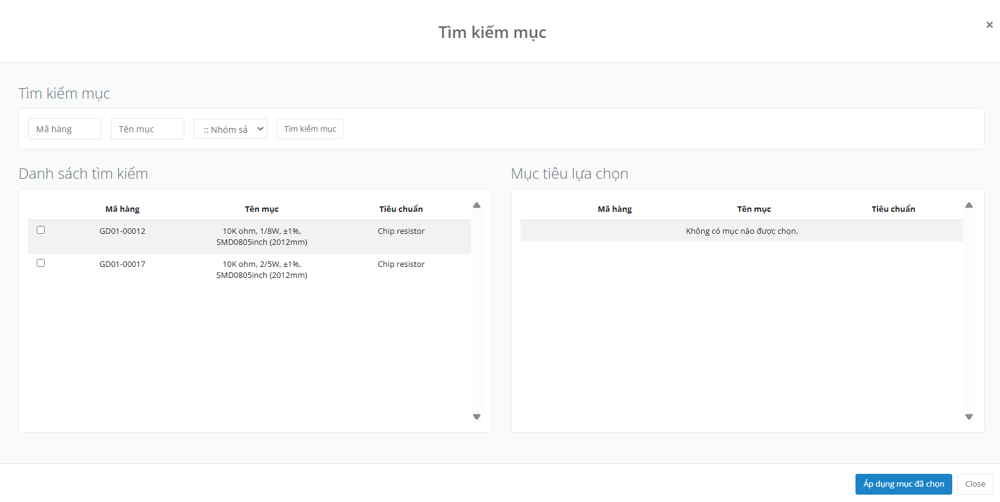 Tìm kiếm mục
×
Tìm kiếm mục
Mã hàng
Tên mục
:: Nhóm sả
Tìm kiếm mục
Danh sách tìm kiếm
Mã hàng Tên mục Tiêu chuẩn
GD01-00012 10K ohm, 1/8W, ±1%, Chip resistor
SMD0805inch (2012mm)
GD01-00017 10K ohm, 2/5W, ±1%, Chip resistor
SMD0805inch (2012mm)
Mục tiêu lựa chọn
Mã hàng Tên mục Tiêu chuẩn
Không có mục nào được chọn.
Áp dụng mục đã chọn
Close